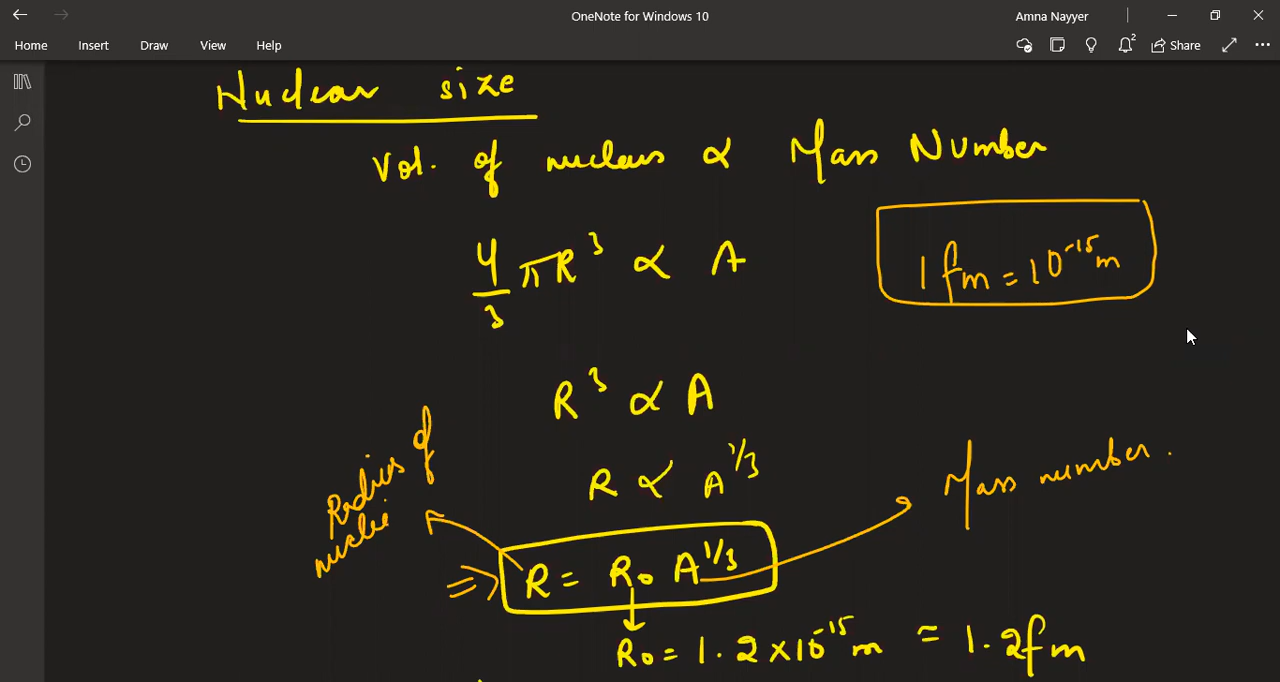 OneNote for Windows 10
Amna Nayyer
Home Insert Draw View Help
2 Share
Nuclear size
Vol. of nucleus ∝ Mass Number
4/3 πR³ ∝ A
1 fm = 10⁻¹⁵ m
R³ ∝ A
R ∝ A^1/3
Radius of
nuclie
Mass number.
⇒ R = R₀ A^1/3
R₀ = 1.2 × 10⁻¹⁵ m = 1.2 fm